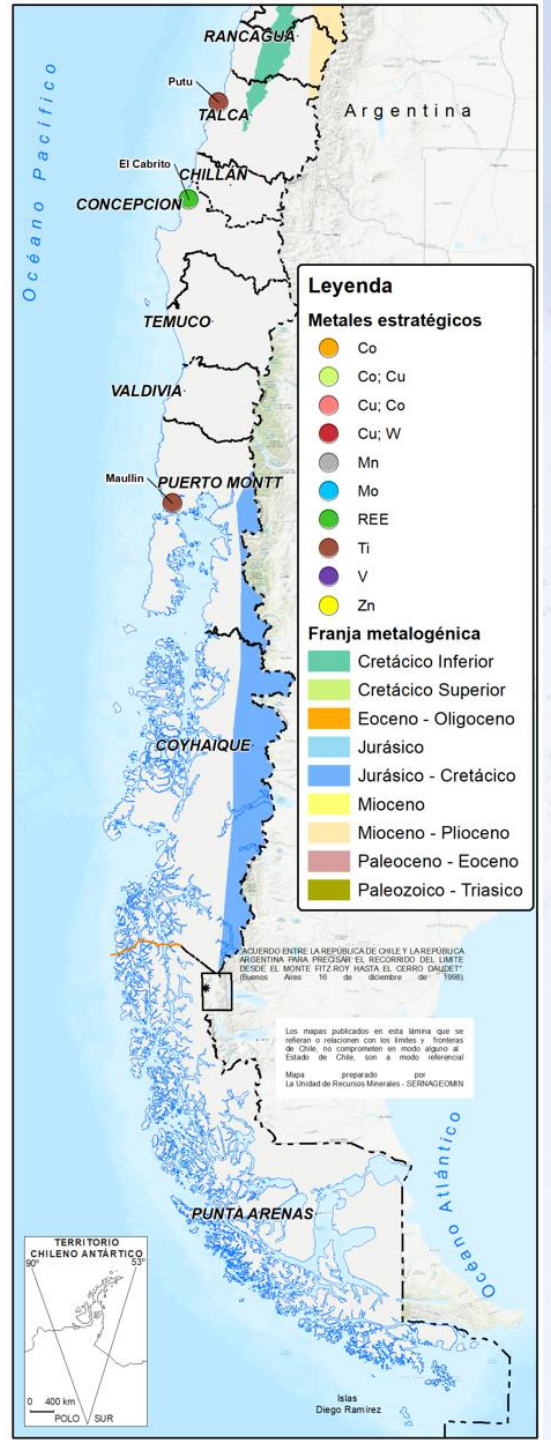 RANCAGUA
Putu
TALCA
Argentina
Océano Pacífico
El Cabrito
CHILLÁN
CONCEPCION
TEMUCO
VALDIVIA
Maullin
PUERTO MONTT
COYHAIQUE
Leyenda
Metales estratégicos
Co
Co; Cu
Cu; Co
Cu; W
Mn
Mo
REE
Ti
V
Zn
Franja metalogénica
Cretácico Inferior
Cretácico Superior
Eoceno - Oligoceno
Jurásico
Jurásico - Cretácico
Mioceno
Mioceno - Plioceno
Paleoceno - Eoceno
Paleozoico - Triasico
"ACUERDO ENTRE LA REPÚBLICA DE CHILE Y LA REPÚBLICA
ARGENTINA PARA PRECISAR EL RECORRIDO DEL LIMITE
DESDE EL MONTE FITZ-ROY HASTA EL CERRO DAUDET".
(Buenos Aires 16 de diciembre de 1998)
Los mapas publicados en esta lámina que se
refieran o relacionen con los límites y fronteras
de Chile, no comprometen en modo alguno al
Estado de Chile, son a modo referencial
Mapa preparado por
La Unidad de Recursos Minerales - SERNAGEOMIN
Océano Atlántico
PUNTA ARENAS
TERRITORIO
CHILENO ANTÁRTICO
90° 53°
0 400 km
POLO SUR
Islas
Diego Ramírez